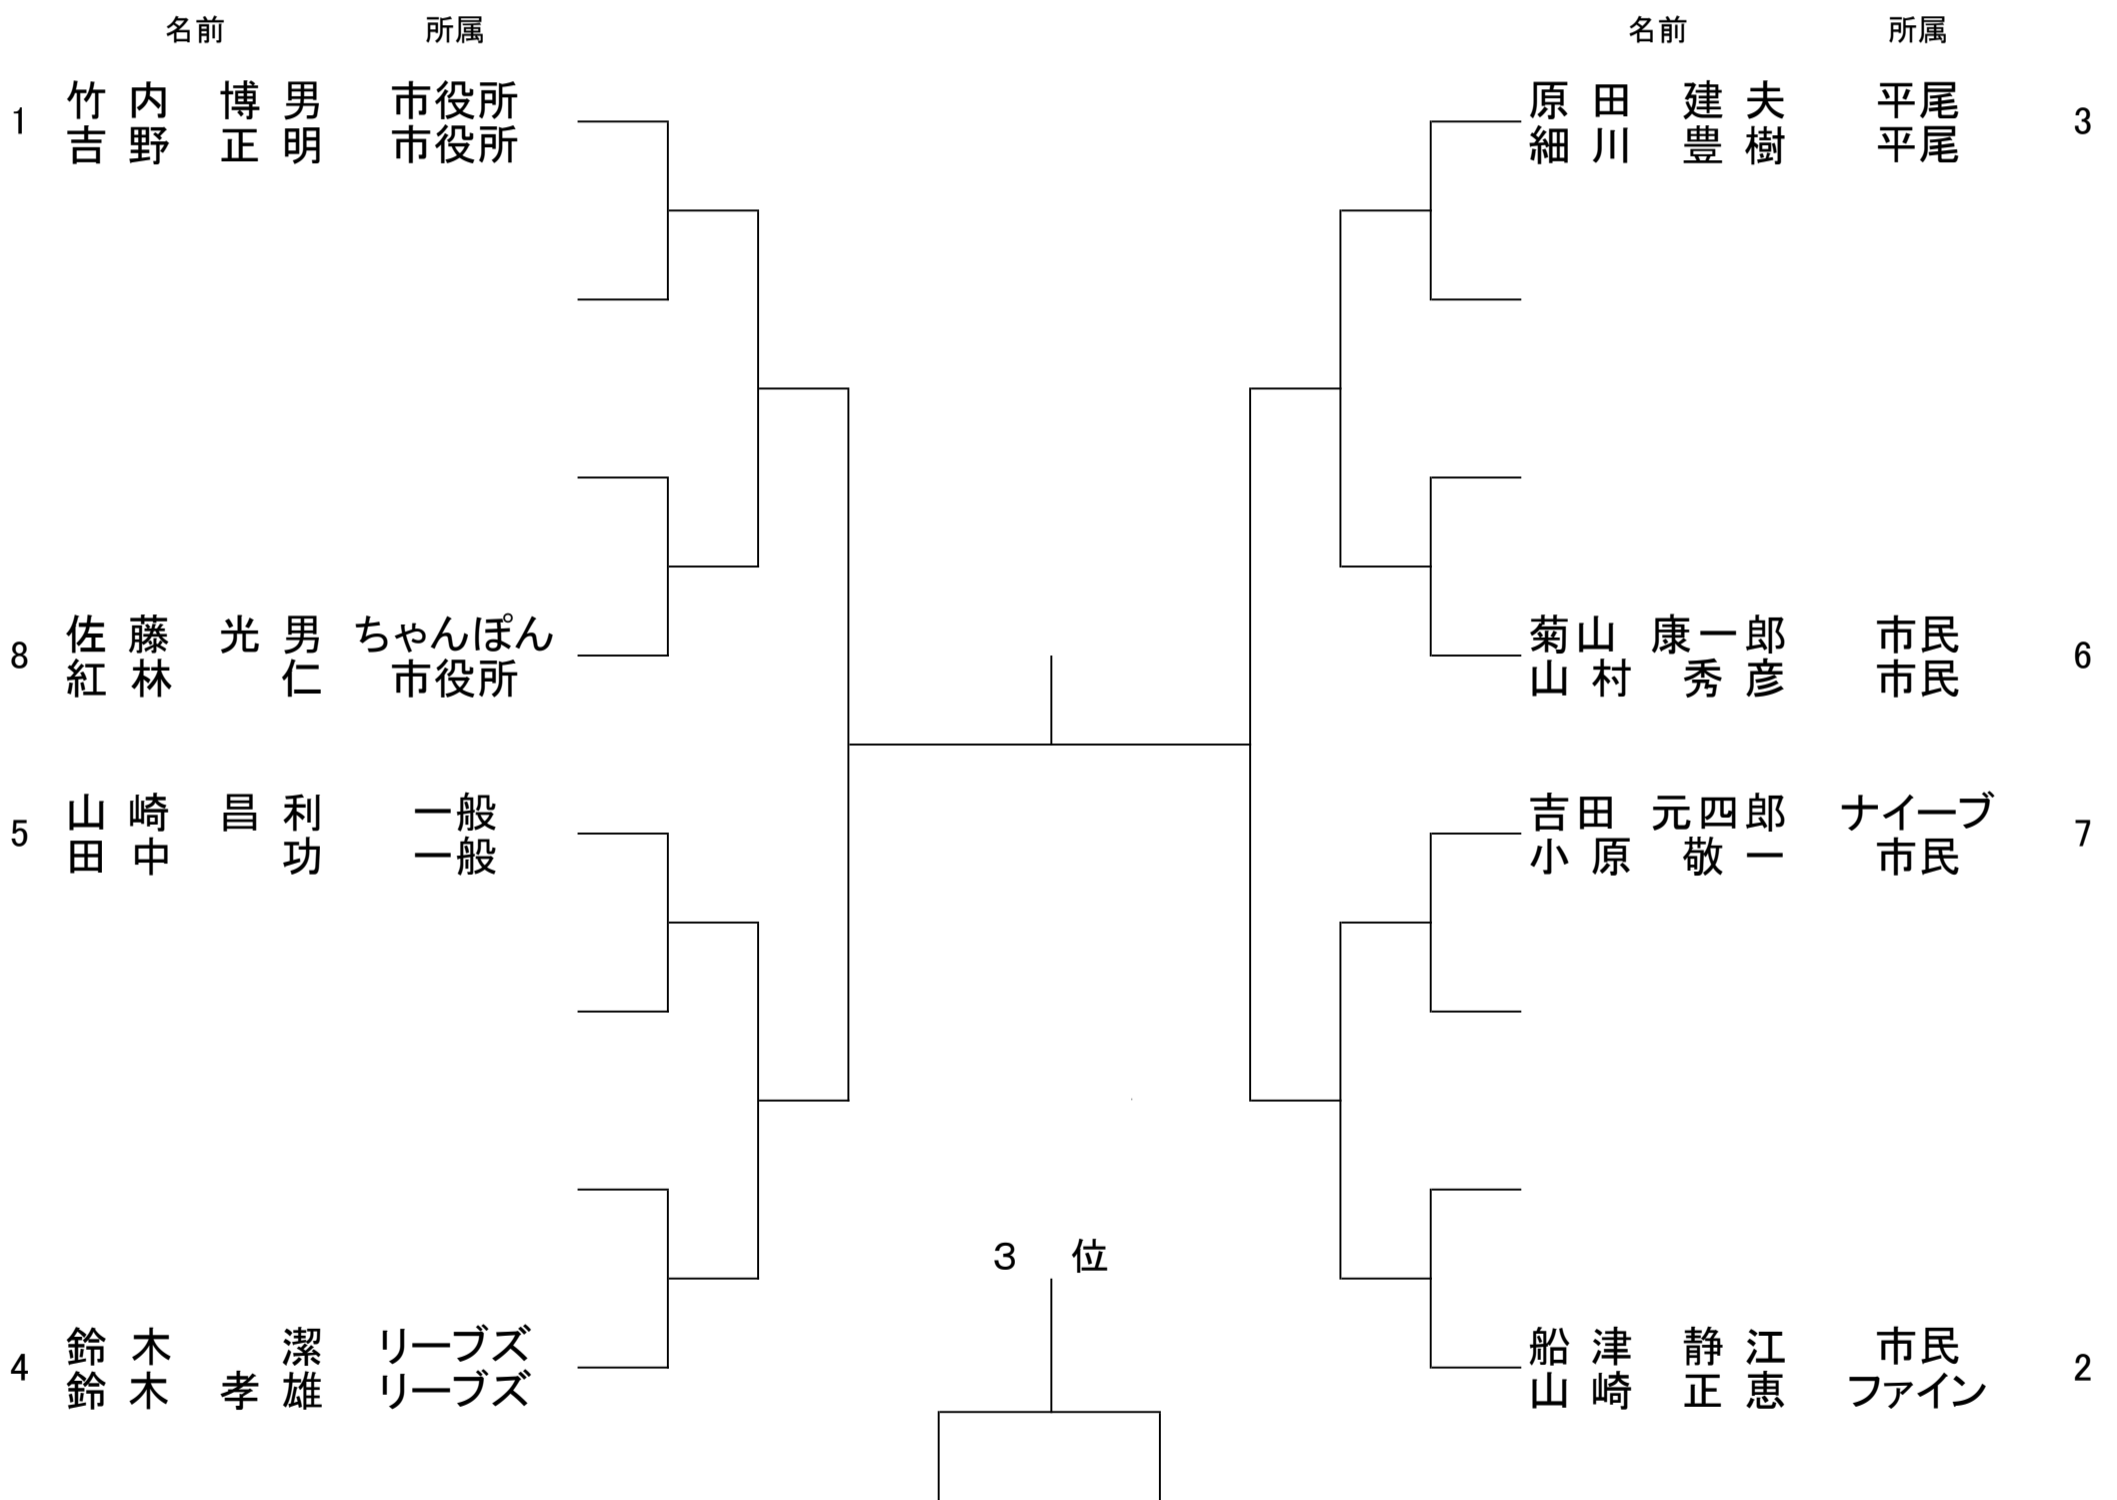 名前 所属 名前 所属
1 竹内 博男 市役所 原田 建夫 平尾 3
吉野 正明 市役所 細川 豊樹 平尾
8 佐藤 光男 ちゃんぽん 菊山 康一郎 市民 6
紅林 仁 市役所 山村 秀彦 市民
5 山崎 昌利 一般 吉田 元四郎 ナイーブ 7
田中 功 一般 小原 敬一 市民
3 位
4 鈴木 潔 リーブズ 船津 静江 市民 2
鈴木 孝雄 リーブズ 山崎 正恵 ファイン